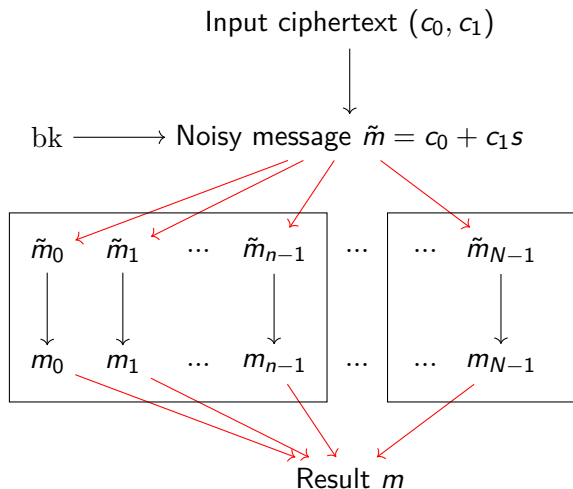 Input ciphertext (c₀, c₁)
bk Noisy message m̃ = c₀ + c₁s
m̃₀ m̃₁ ... m̃ₙ₋₁ ... ... m̃_{N−1}
m₀ m₁ ... mₙ₋₁ ... ... m_{N−1}
Result m